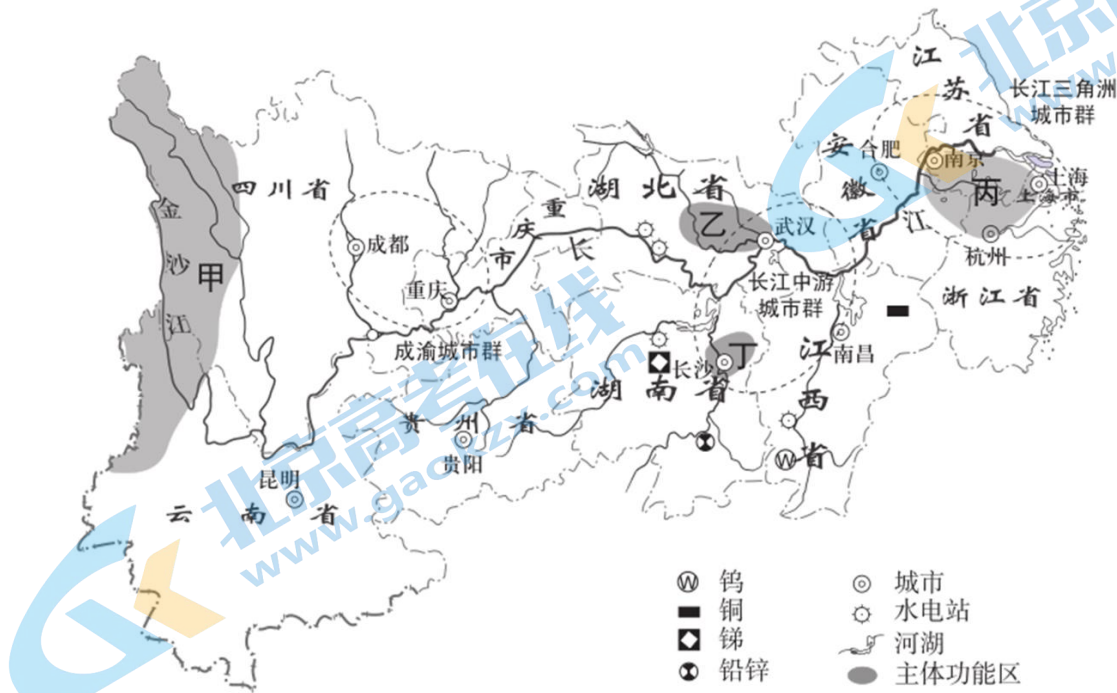 北京
江
苏
省
长江三角洲
城市群
安
徽
省
合肥
南京
上海
上海市
丙
江
杭州
浙江省
四川省
湖北省
重
庆
市
长
乙
武汉
金
沙
江
甲
成都
重庆
长江中游
城市群
成渝城市群
南昌
丁
长沙
江
西
省
湖南省
贵州省
贵阳
昆明
云南省
北京高考在线
www.gaokzx.com
W
W 钨
铜
锑
铅锌
城市
水电站
河湖
主体功能区